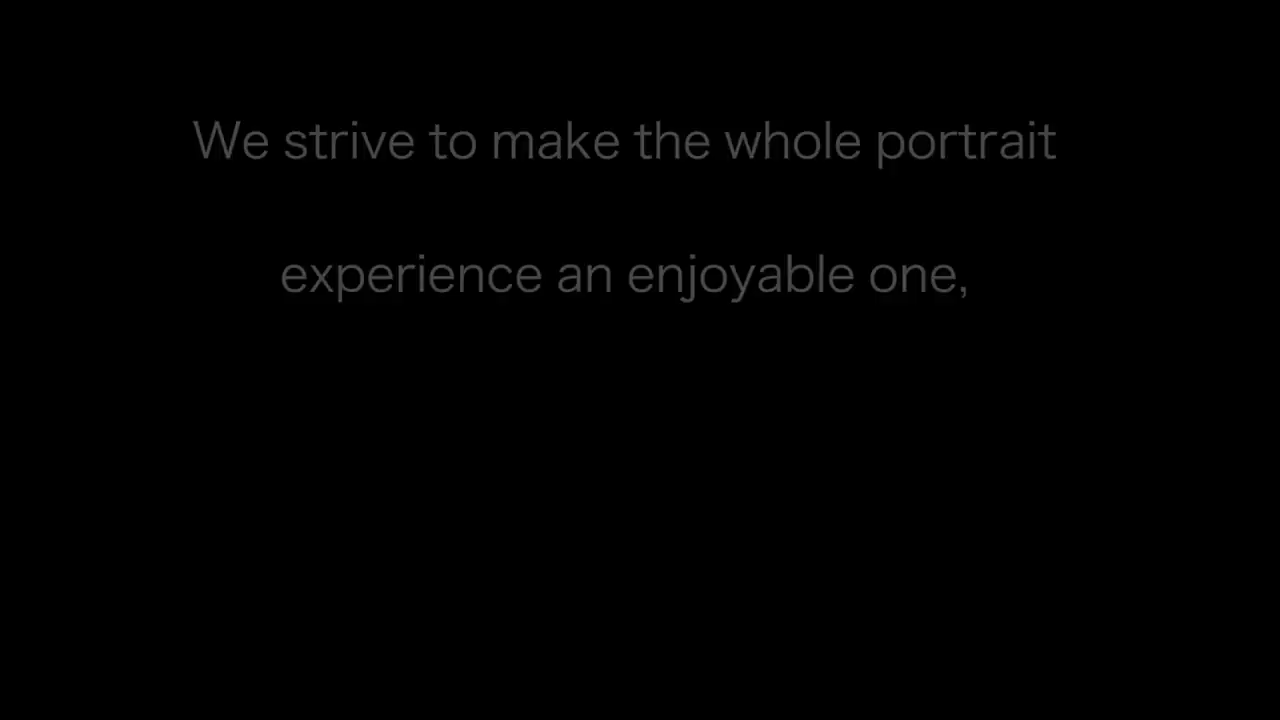 We strive to make the whole portrait
experience an enjoyable one,